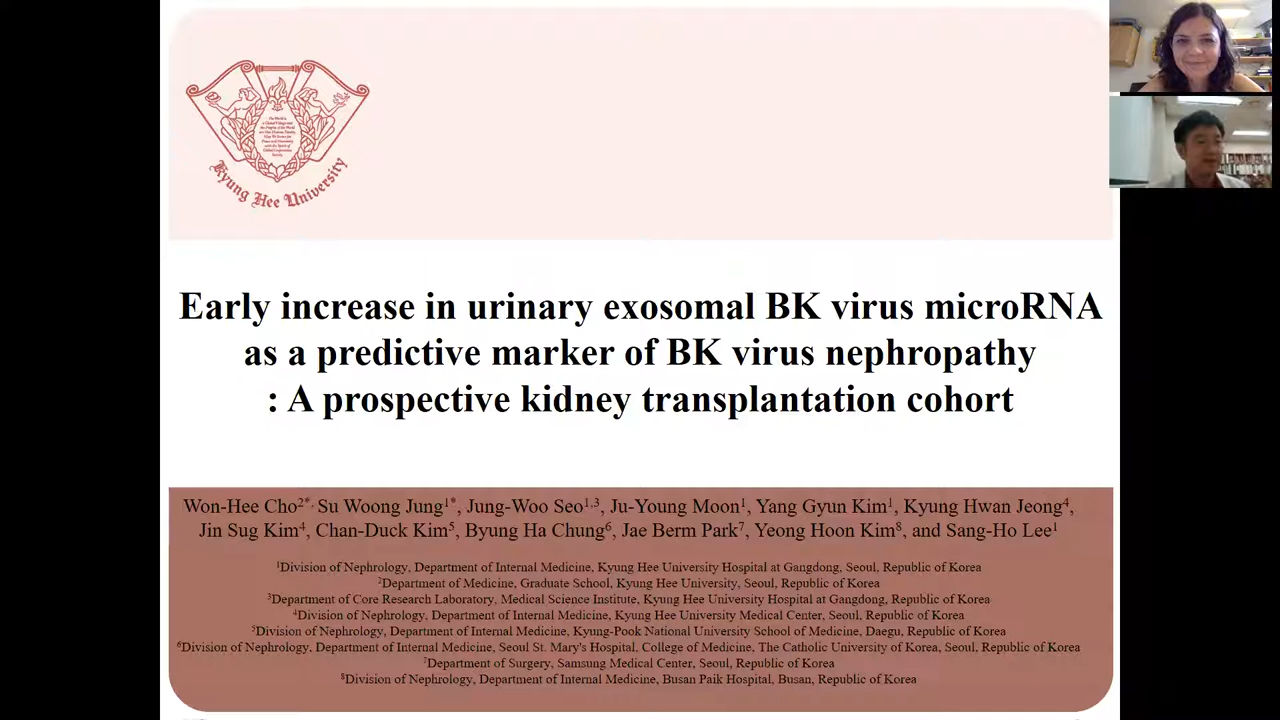 Kyung Hee University
Early increase in urinary exosomal BK virus microRNA
as a predictive marker of BK virus nephropathy
: A prospective kidney transplantation cohort
Won-Hee Cho2*, Su Woong Jung1*, Jung-Woo Seo1,3, Ju-Young Moon1, Yang Gyun Kim1, Kyung Hwan Jeong4,
Jin Sug Kim4, Chan-Duck Kim5, Byung Ha Chung6, Jae Berm Park7, Yeong Hoon Kim8, and Sang-Ho Lee1
1Division of Nephrology, Department of Internal Medicine, Kyung Hee University Hospital at Gangdong, Seoul, Republic of Korea
2Department of Medicine, Graduate School, Kyung Hee University, Seoul, Republic of Korea
3Department of Core Research Laboratory, Medical Science Institute, Kyung Hee University Hospital at Gangdong, Republic of Korea
4Division of Nephrology, Department of Internal Medicine, Kyung Hee University Medical Center, Seoul, Republic of Korea
5Division of Nephrology, Department of Internal Medicine, Kyung-Pook National University School of Medicine, Daegu, Republic of Korea
6Division of Nephrology, Department of Internal Medicine, Seoul St. Mary's Hospital, College of Medicine, The Catholic University of Korea, Seoul, Republic of Korea
7Department of Surgery, Samsung Medical Center, Seoul, Republic of Korea
8Division of Nephrology, Department of Internal Medicine, Busan Paik Hospital, Busan, Republic of Korea